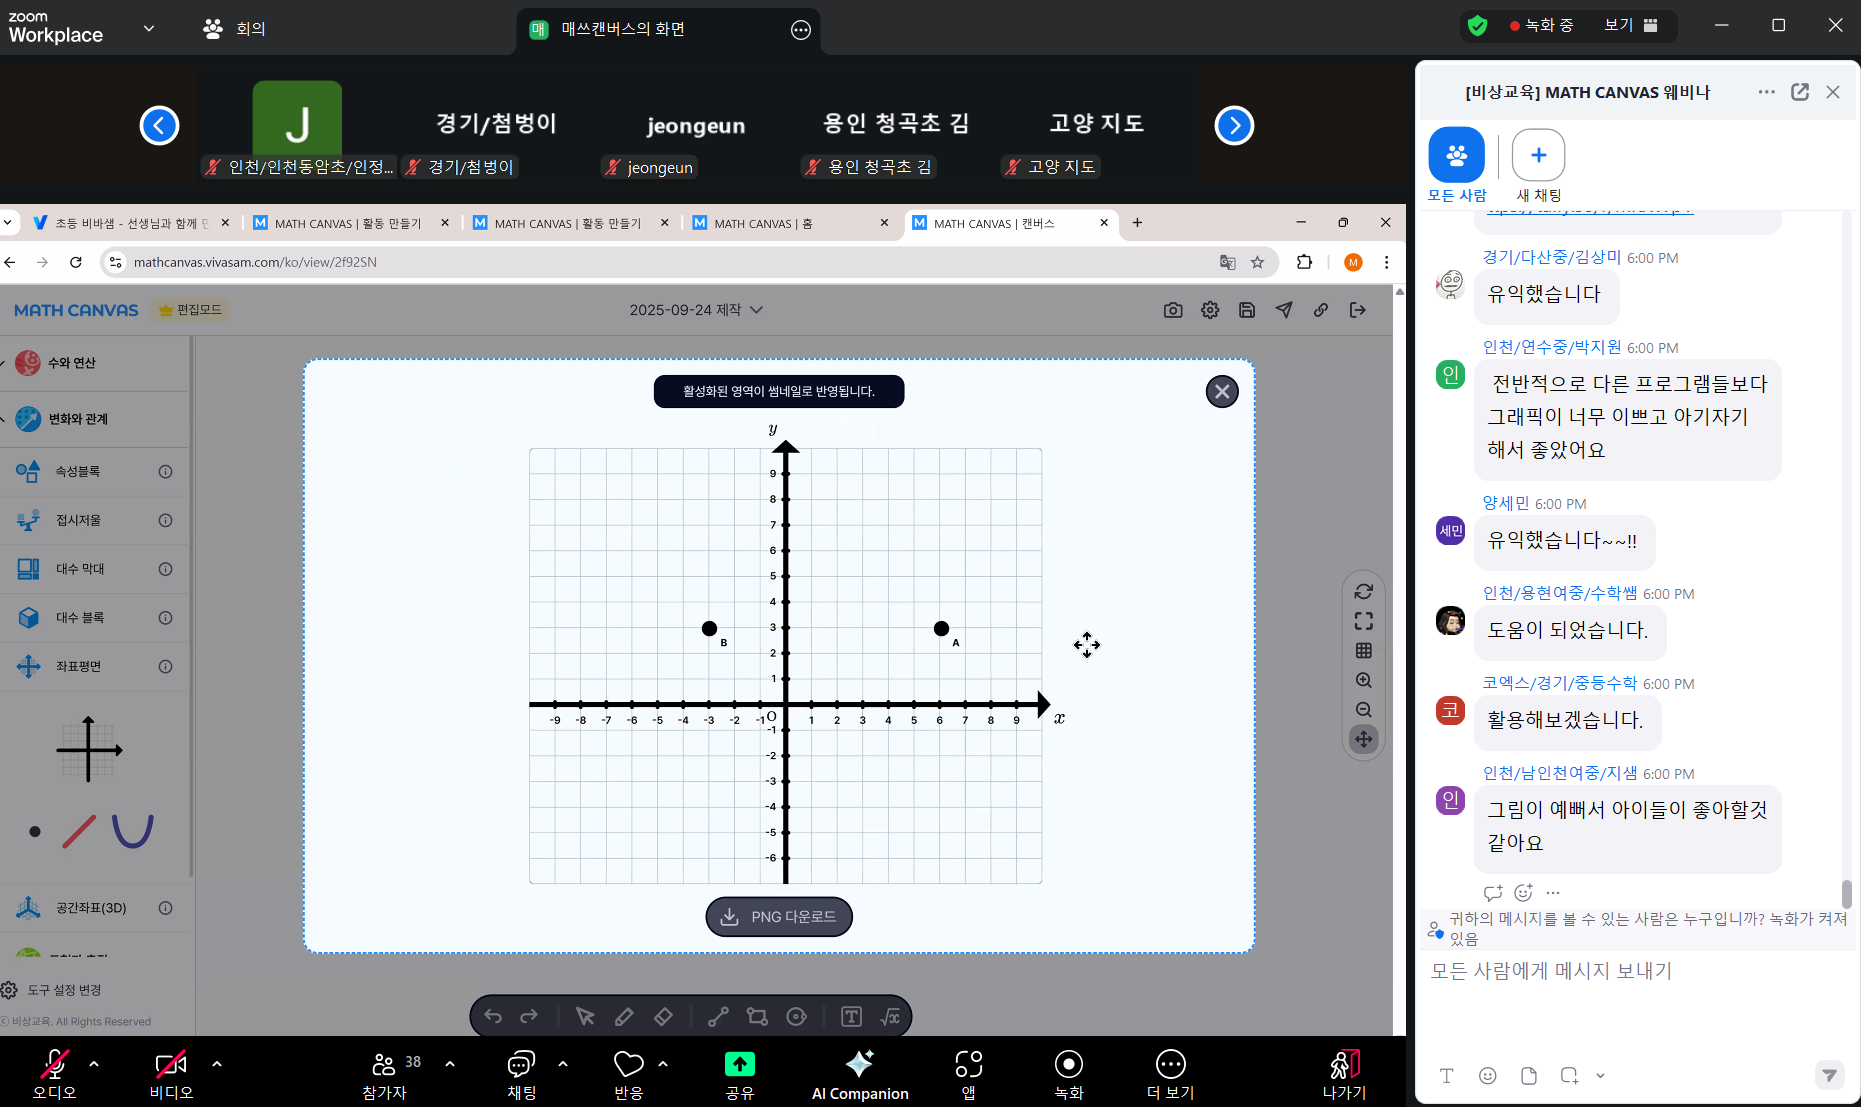 zoom
Workplace
회의
매
매쓰캔버스의 화면
녹화 중
보기
J
경기/첨벙이
jeongeun
용인 청곡초 김
고양 지도
인천/인천동암초/인정...
경기/첨벙이
jeongeun
용인 청곡초 김
고양 지도
초등 비바샘 - 선생님과 함께
MATH CANVAS | 활동 만들기
MATH CANVAS | 활동 만들기
MATH CANVAS | 홈
MATH CANVAS | 캔버스
mathcanvas.vivasam.com/ko/view/2f92SN
M
MATH CANVAS
편집모드
2025-09-24 제작
수와 연산
변화와 관계
속성블록
접시저울
대수 막대
대수 블록
좌표평면
공간좌표(3D)
도구 설정 변경
ⓒ 비상교육. All Rights Reserved
활성화된 영역이 썸네일로 반영됩니다.
y
9
8
7
6
5
4
3
2
1
B
A
-9 -8 -7 -6 -5 -4 -3 -2 -1 O 1 2 3 4 5 6 7 8 9 x
-1
-2
-3
-4
-5
-6
PNG 다운로드
[비상교육] MATH CANVAS 웨비나
모든 사람
새 채팅
경기/다산중/김상미 6:00 PM
유익했습니다
인천/연수중/박지원 6:00 PM
인
전반적으로 다른 프로그램들보다
그래픽이 너무 이쁘고 아기자기
해서 좋았어요
양세민 6:00 PM
세민
유익했습니다~~!!
인천/용현여중/수학쌤 6:00 PM
도움이 되었습니다.
코엑스/경기/중등수학 6:00 PM
코
활용해보겠습니다.
인천/남인천여중/지샘 6:00 PM
인
그림이 예뻐서 아이들이 좋아할것
같아요
귀하의 메시지를 볼 수 있는 사람은 누구입니까? 녹화가 켜져
있음
모든 사람에게 메시지 보내기
오디오
비디오
38
참가자
채팅
반응
공유
AI Companion
앱
녹화
더 보기
나가기